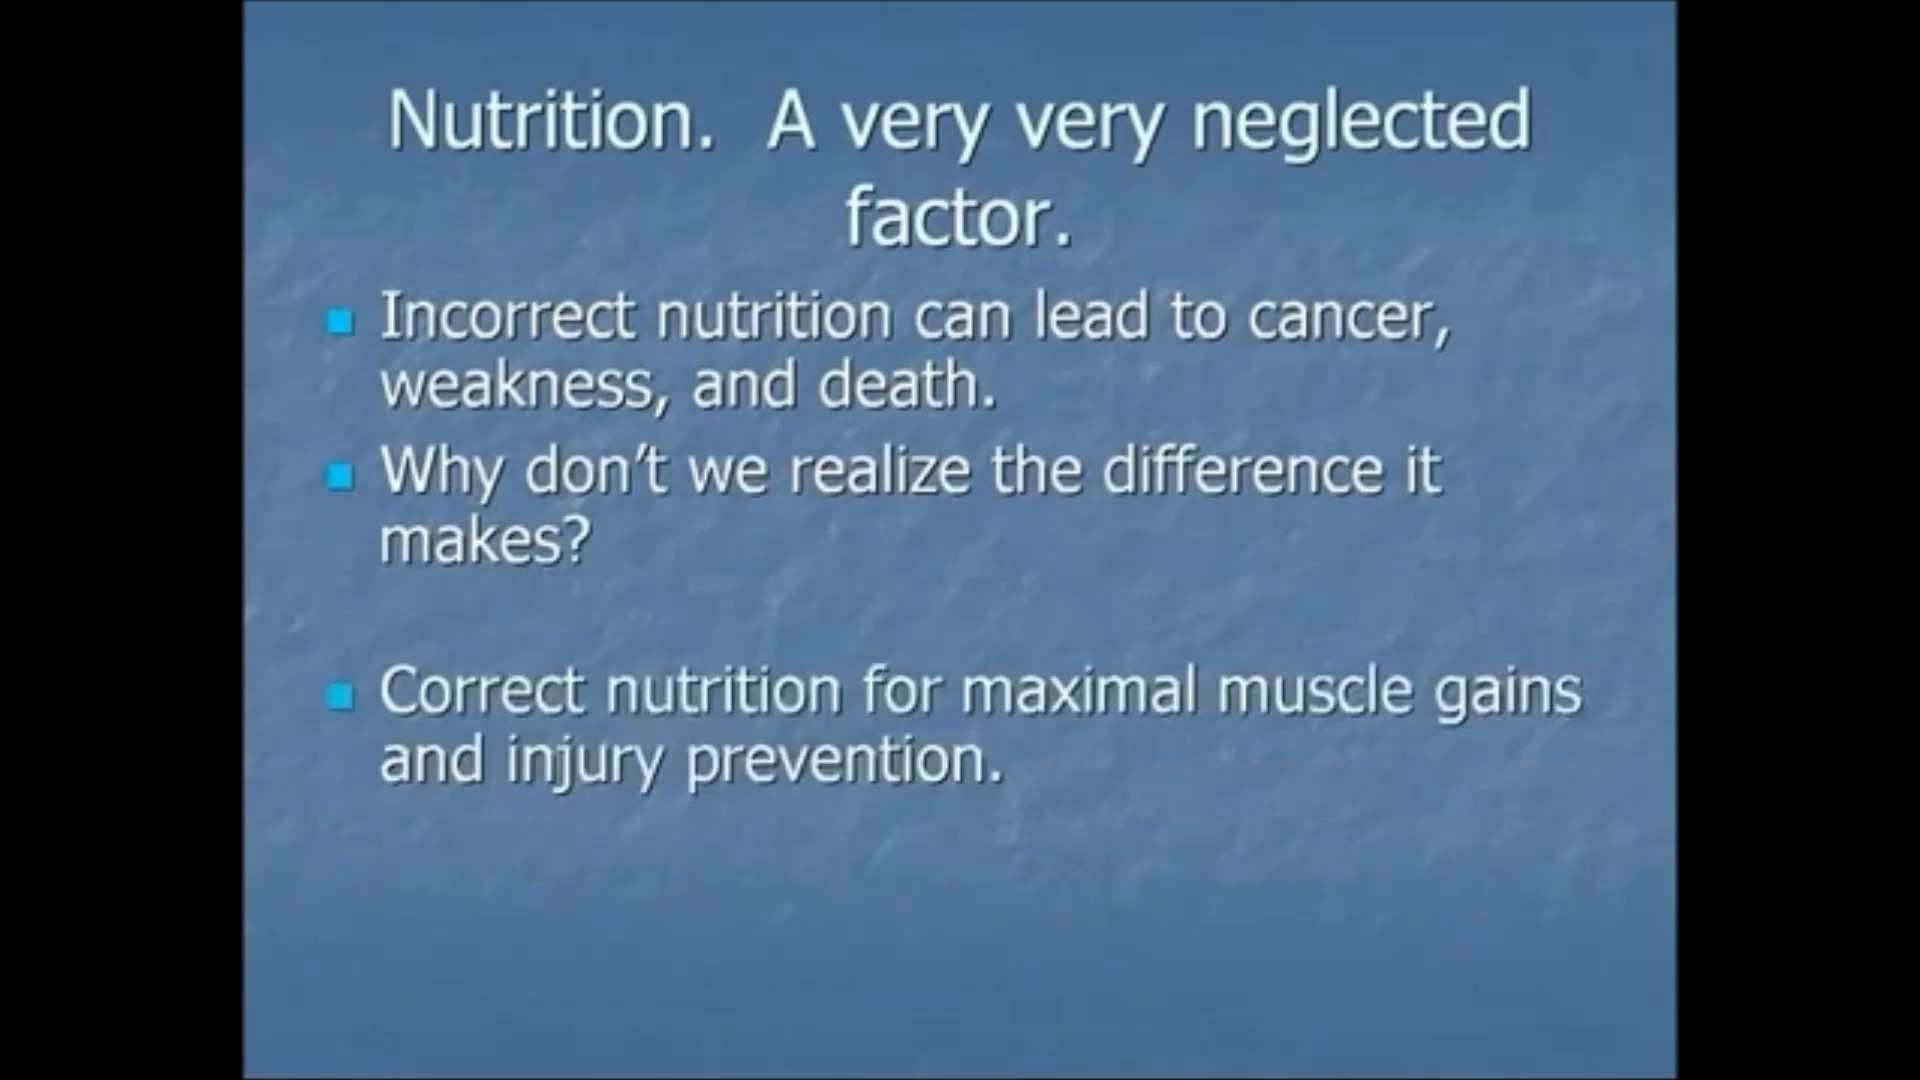 Nutrition.  A very very neglected
factor.
Incorrect nutrition can lead to cancer,
weakness, and death.
Why don't we realize the difference it
makes?
Correct nutrition for maximal muscle gains
and injury prevention.